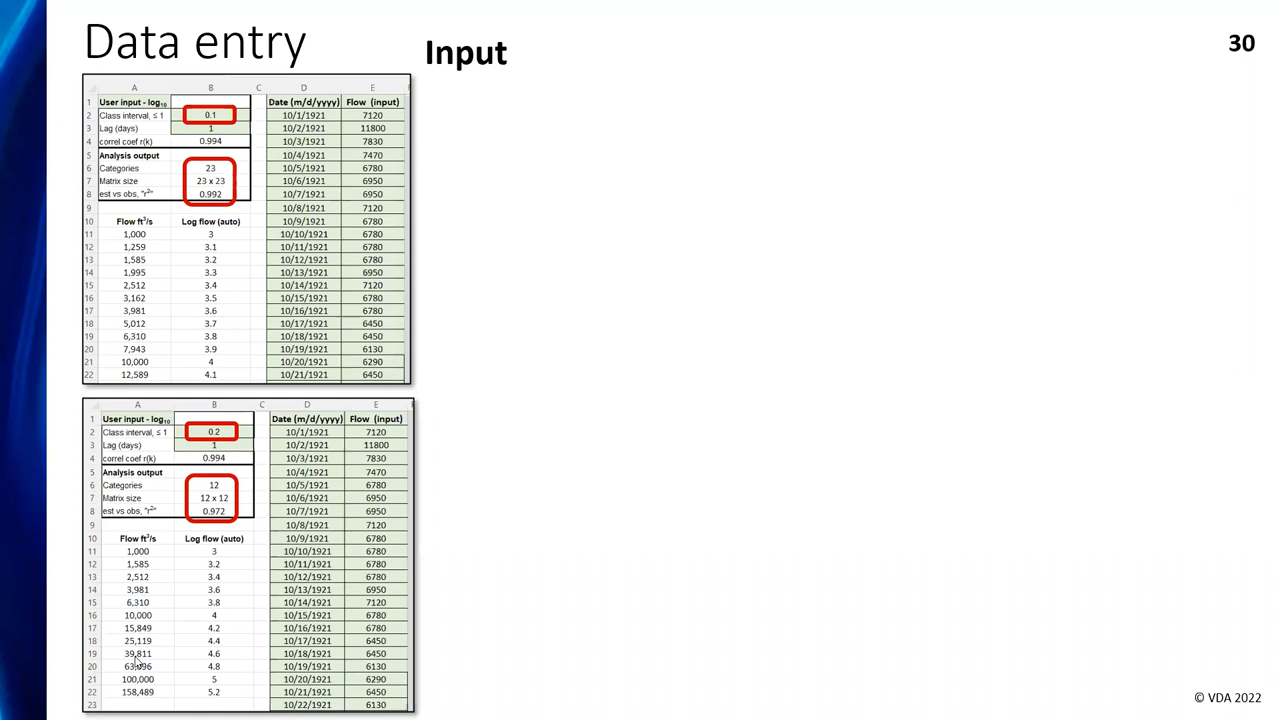 Data entry
Input
30
A B C D E F
1 User input - log10 Date (m/d/yyyy) Flow (input)
2 Class interval, ≤ 1 0.1 10/1/1921 7120
3 Lag (days) 1 10/2/1921 11800
4 correl coef r(k) 0.994 10/3/1921 7830
5 Analysis output 10/4/1921 7470
6 Categories 23 10/5/1921 6780
7 Matrix size 23 x 23 10/6/1921 6950
8 est vs obs, "r²" 0.992 10/7/1921 6950
9 10/8/1921 7120
10 Flow ft³/s Log flow (auto) 10/9/1921 6780
11 1,000 3 10/10/1921 6780
12 1,259 3.1 10/11/1921 6780
13 1,585 3.2 10/12/1921 6780
14 1,995 3.3 10/13/1921 6950
15 2,512 3.4 10/14/1921 7120
16 3,162 3.5 10/15/1921 6780
17 3,981 3.6 10/16/1921 6780
18 5,012 3.7 10/17/1921 6450
19 6,310 3.8 10/18/1921 6450
20 7,943 3.9 10/19/1921 6130
21 10,000 4 10/20/1921 6290
22 12,589 4.1 10/21/1921 6450
A B C D E
1 User input - log10 Date (m/d/yyyy) Flow (input)
2 Class interval, ≤ 1 0.2 10/1/1921 7120
3 Lag (days) 1 10/2/1921 11800
4 correl coef r(k) 0.994 10/3/1921 7830
5 Analysis output 10/4/1921 7470
6 Categories 12 10/5/1921 6780
7 Matrix size 12 x 12 10/6/1921 6950
8 est vs obs, "r²" 0.972 10/7/1921 6950
9 10/8/1921 7120
10 Flow ft³/s Log flow (auto) 10/9/1921 6780
11 1,000 3 10/10/1921 6780
12 1,585 3.2 10/11/1921 6780
13 2,512 3.4 10/12/1921 6780
14 3,981 3.6 10/13/1921 6950
15 6,310 3.8 10/14/1921 7120
16 10,000 4 10/15/1921 6780
17 15,849 4.2 10/16/1921 6780
18 25,119 4.4 10/17/1921 6450
19 39,811 4.6 10/18/1921 6450
20 63,096 4.8 10/19/1921 6130
21 100,000 5 10/20/1921 6290
22 158,489 5.2 10/21/1921 6450
23 10/22/1921 6130
© VDA 2022